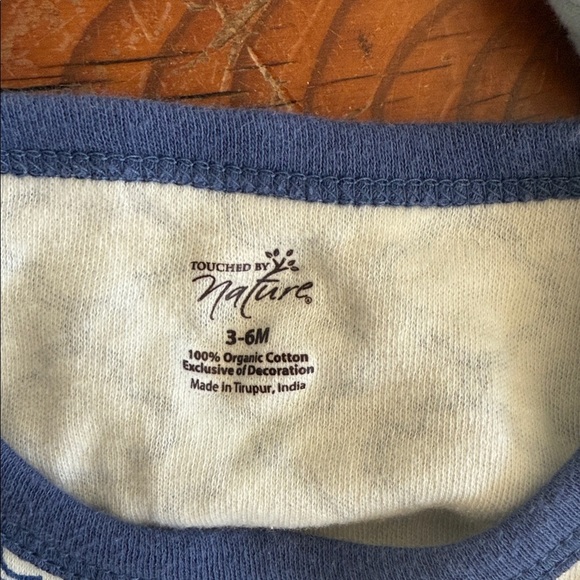 TOUCHED BY
Nature®
3-6M
100% Organic Cotton
Exclusive of Decoration
Made in Tirupur, India